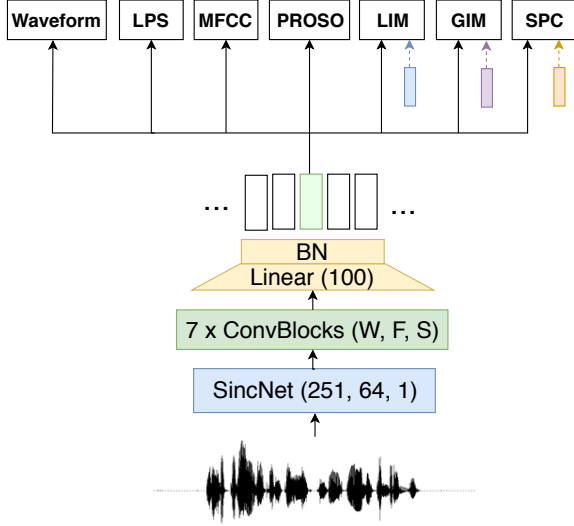 Waveform LPS MFCC PROSO LIM GIM SPC
... ...
BN
Linear (100)
7 x ConvBlocks (W, F, S)
SincNet (251, 64, 1)